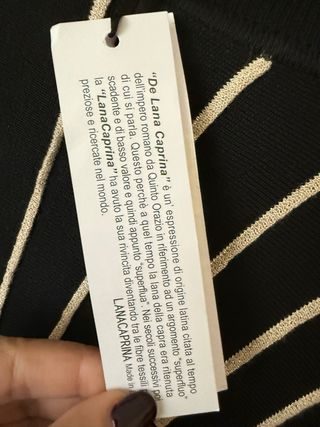 "De Lana Caprina" è un' espressione di origine latina citata al tempo
dell'impero romano da Quinto Orazio in riferimento ad un argomento "superfluo"
di cui si parla. Questo perchè a quel tempo la lana della capra era ritenuta
scadente e di basso valore e quindi appunto "superflua". Nei secoli successivi
la "LanaCaprina" ha avuto la sua rivincita diventando tra le fibre tessili
preziose e ricercate nel mondo.
LANACAPRINA Made in